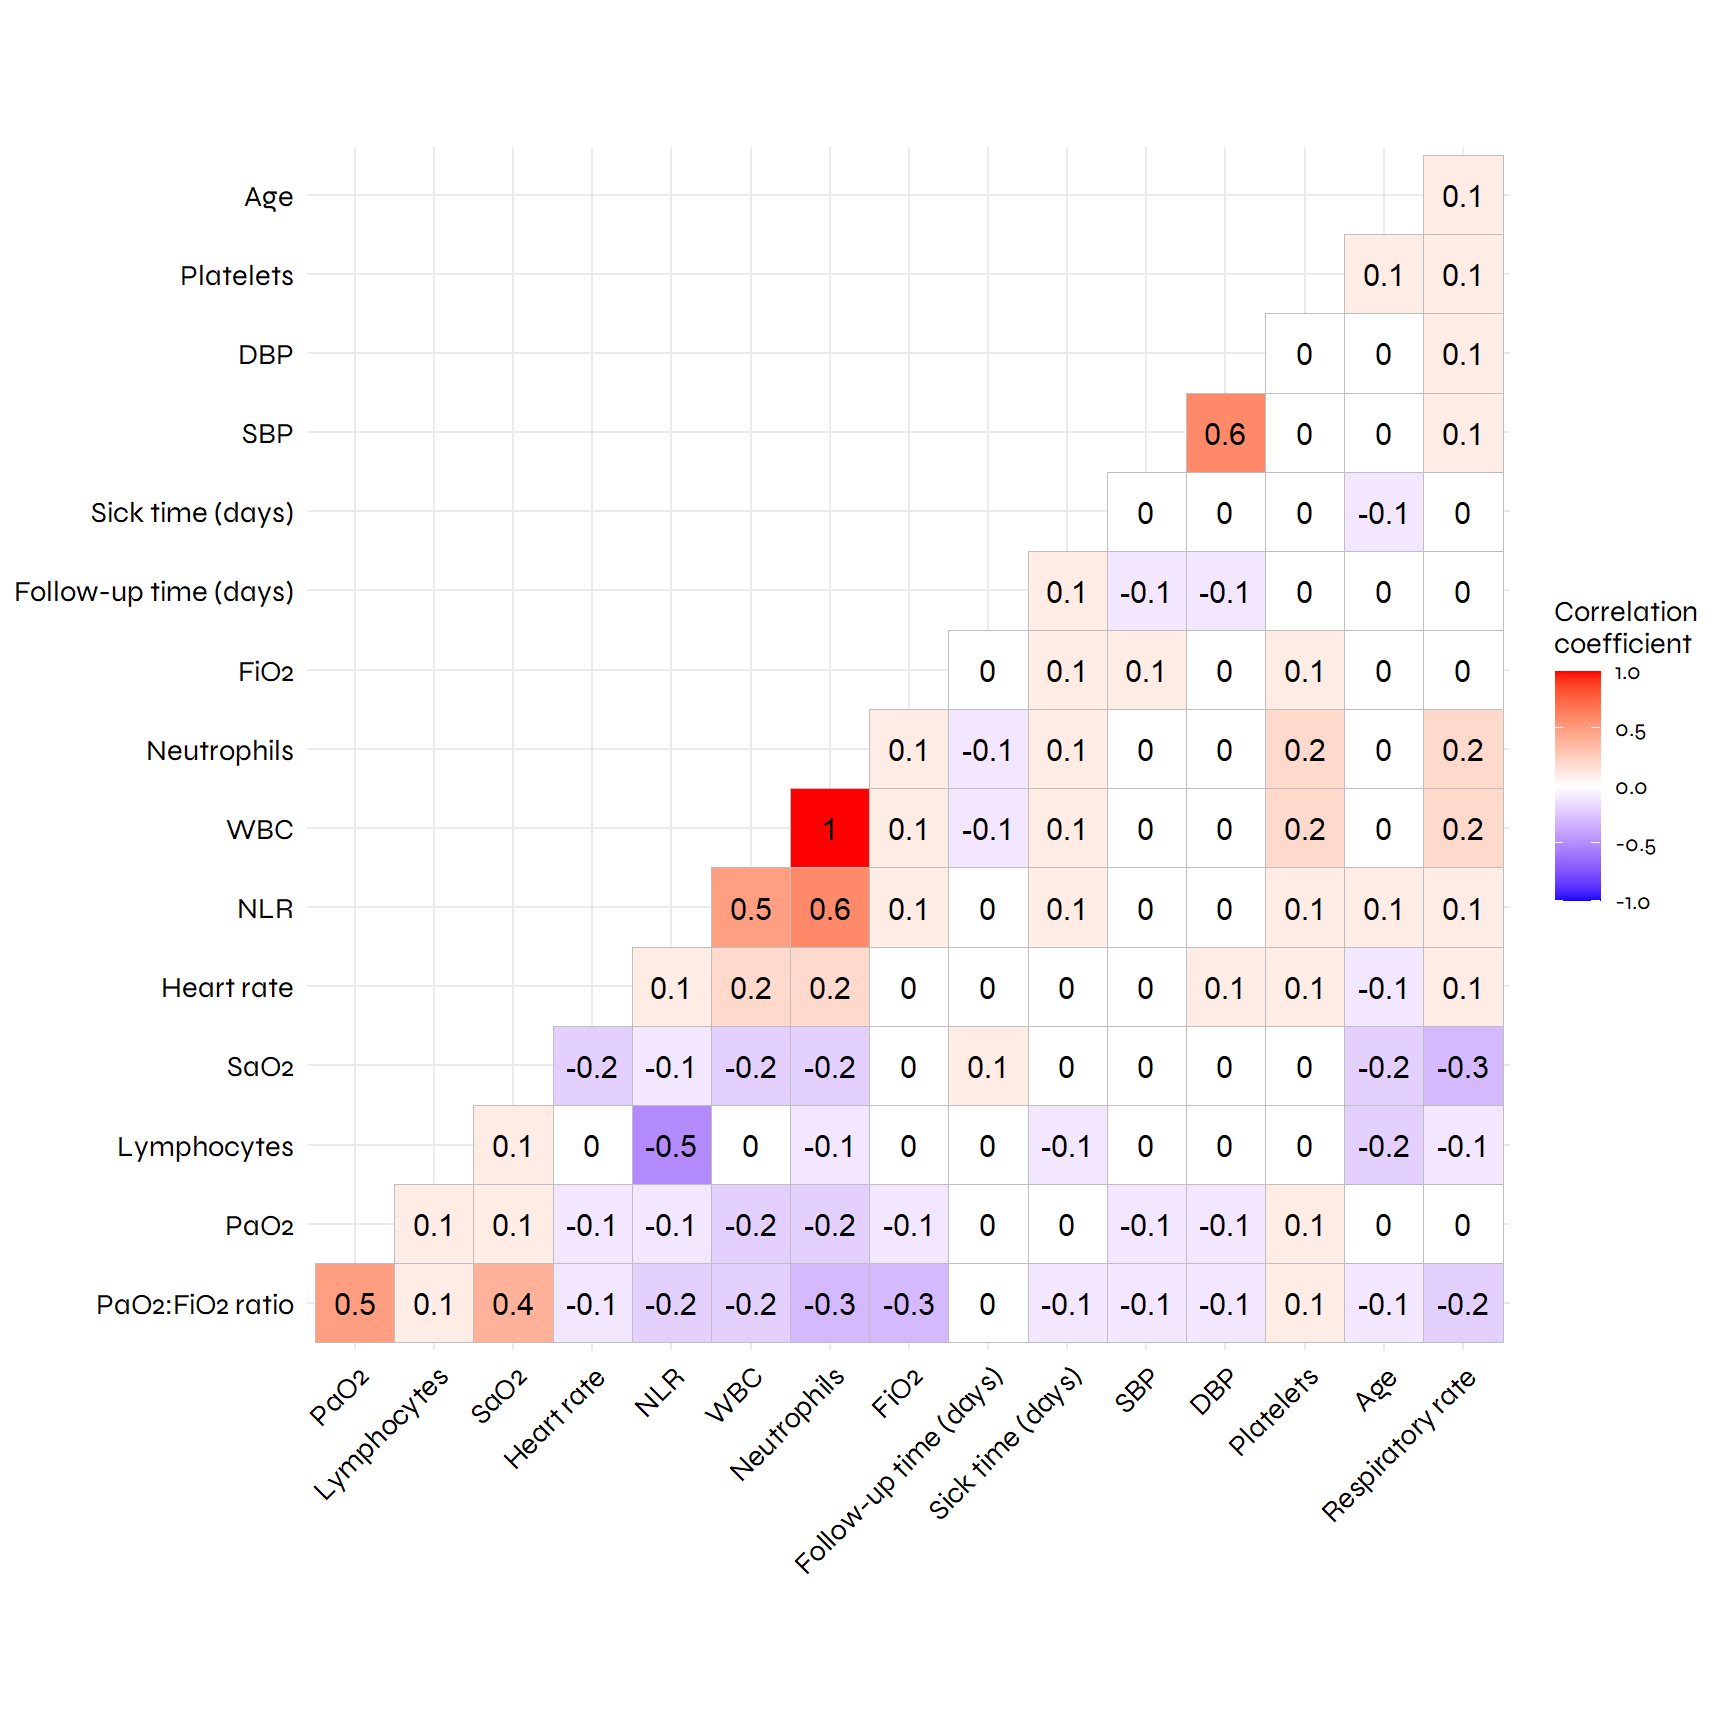 Age 0.1
Platelets 0.1 0.1
DBP 0 0 0.1
SBP 0.6 0 0 0.1
Sick time (days) 0 0 0 -0.1 0
Follow-up time (days) 0.1 -0.1 -0.1 0 0 0
FiO2 0 0.1 0.1 0 0.1 0 0
Neutrophils 0.1 -0.1 0.1 0 0 0.2 0 0.2
WBC 1 0.1 -0.1 0.1 0 0 0.2 0 0.2
NLR 0.5 0.6 0.1 0 0.1 0 0 0.1 0.1 0.1
Heart rate 0.1 0.2 0.2 0 0 0 0 0.1 0.1 -0.1 0.1
SaO2 -0.2 -0.1 -0.2 -0.2 0 0.1 0 0 0 0 -0.2 -0.3
Lymphocytes 0.1 0 -0.5 0 -0.1 0 0 -0.1 0 0 0 -0.2 -0.1
PaO2 0.1 0.1 -0.1 -0.1 -0.2 -0.2 -0.1 0 0 -0.1 -0.1 0.1 0 0
PaO2:FiO2 ratio 0.5 0.1 0.4 -0.1 -0.2 -0.2 -0.3 -0.3 0 -0.1 -0.1 -0.1 0.1 -0.1 -0.2
PaO2
Lymphocytes
SaO2
Heart rate
NLR
WBC
Neutrophils
FiO2
Follow-up time (days)
Sick time (days)
SBP
DBP
Platelets
Age
Respiratory rate
Correlation
coefficient
1.0
0.5
0.0
-0.5
-1.0